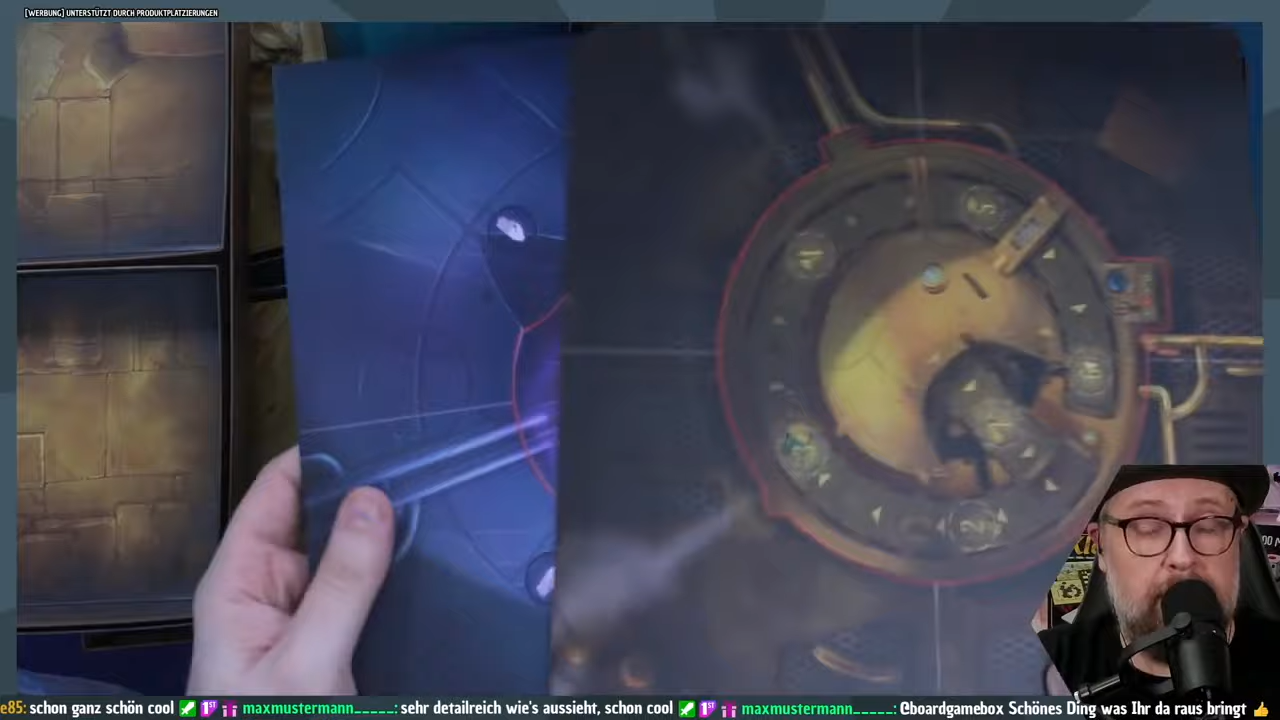 [WERBUNG] UNTERSTÜTZT DURCH PRODUKTPLATZIERUNGEN
e85: schon ganz schön cool maxmustermann_____: sehr detailreich wie's aussieht, schon cool maxmustermann_____: @boardgamebox Schönes Ding was Ihr da raus bringt